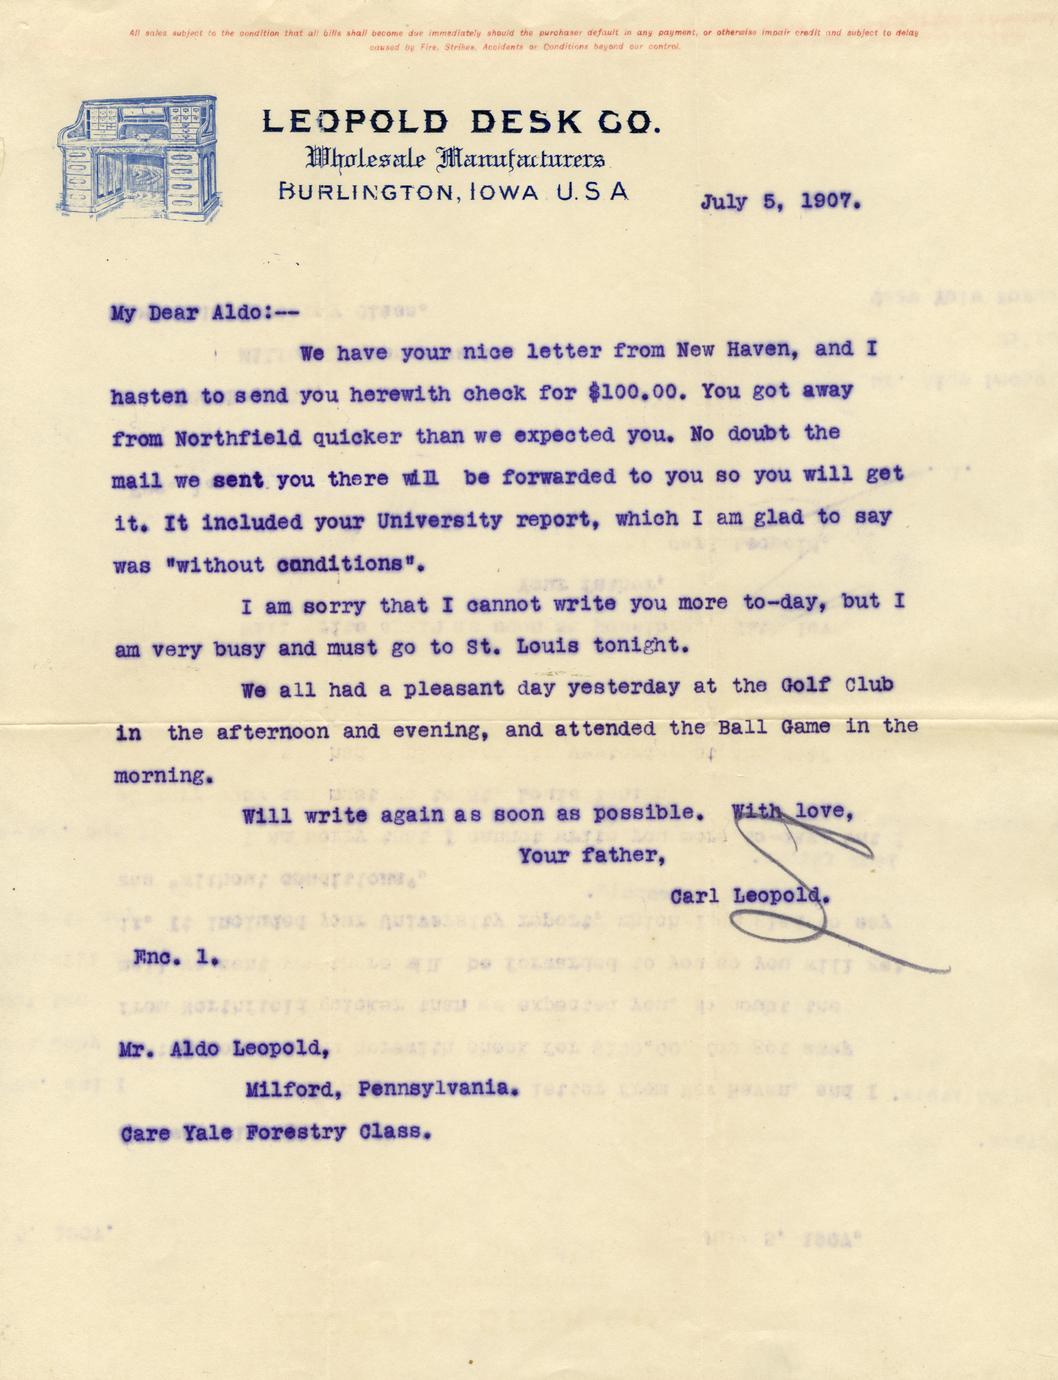 All sales subject to the condition that all bills shall become due immediately should the purchaser default in any payment, or otherwise impair credit and subject to delay
caused by Fire, Strikes, Accidents or Conditions beyond our control.
LEOPOLD DESK CO.
Wholesale Manufacturers
BURLINGTON, IOWA U.S A
July 5, 1907.
My Dear Aldo:--
We have your nice letter from New Haven, and I
hasten to send you herewith check for $100.00. You got away
from Northfield quicker than we expected you. No doubt the
mail we sent you there will be forwarded to you so you will get
it. It included your University report, which I am glad to say
was "without conditions".
I am sorry that I cannot write you more to-day, but I
am very busy and must go to St. Louis tonight.
We all had a pleasant day yesterday at the Golf Club
in the afternoon and evening, and attended the Ball Game in the
morning.
Will write again as soon as possible. With love,
Your father,
Carl Leopold.
Enc. 1.
Mr. Aldo Leopold,
Milford, Pennsylvania.
Care Yale Forestry Class.